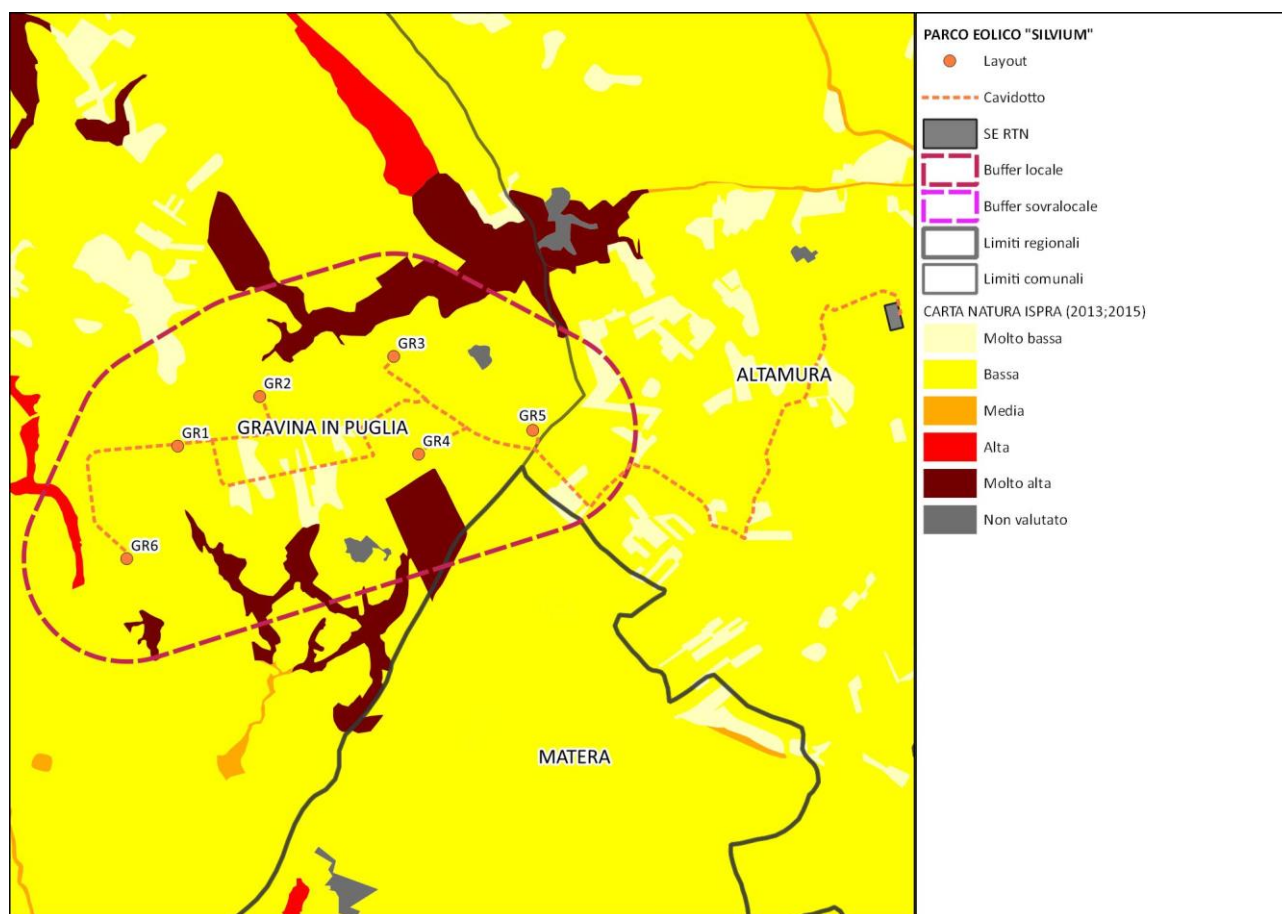 GR3
GR2
GR1
GRAVINA IN PUGLIA
GR5
GR4
GR6
ALTAMURA
MATERA
PARCO EOLICO "SILVIUM"
Layout
Cavidotto
SE RTN
Buffer locale
Buffer sovralocale
Limiti regionali
Limiti comunali
CARTA NATURA ISPRA (2013;2015)
Molto bassa
Bassa
Media
Alta
Molto alta
Non valutato